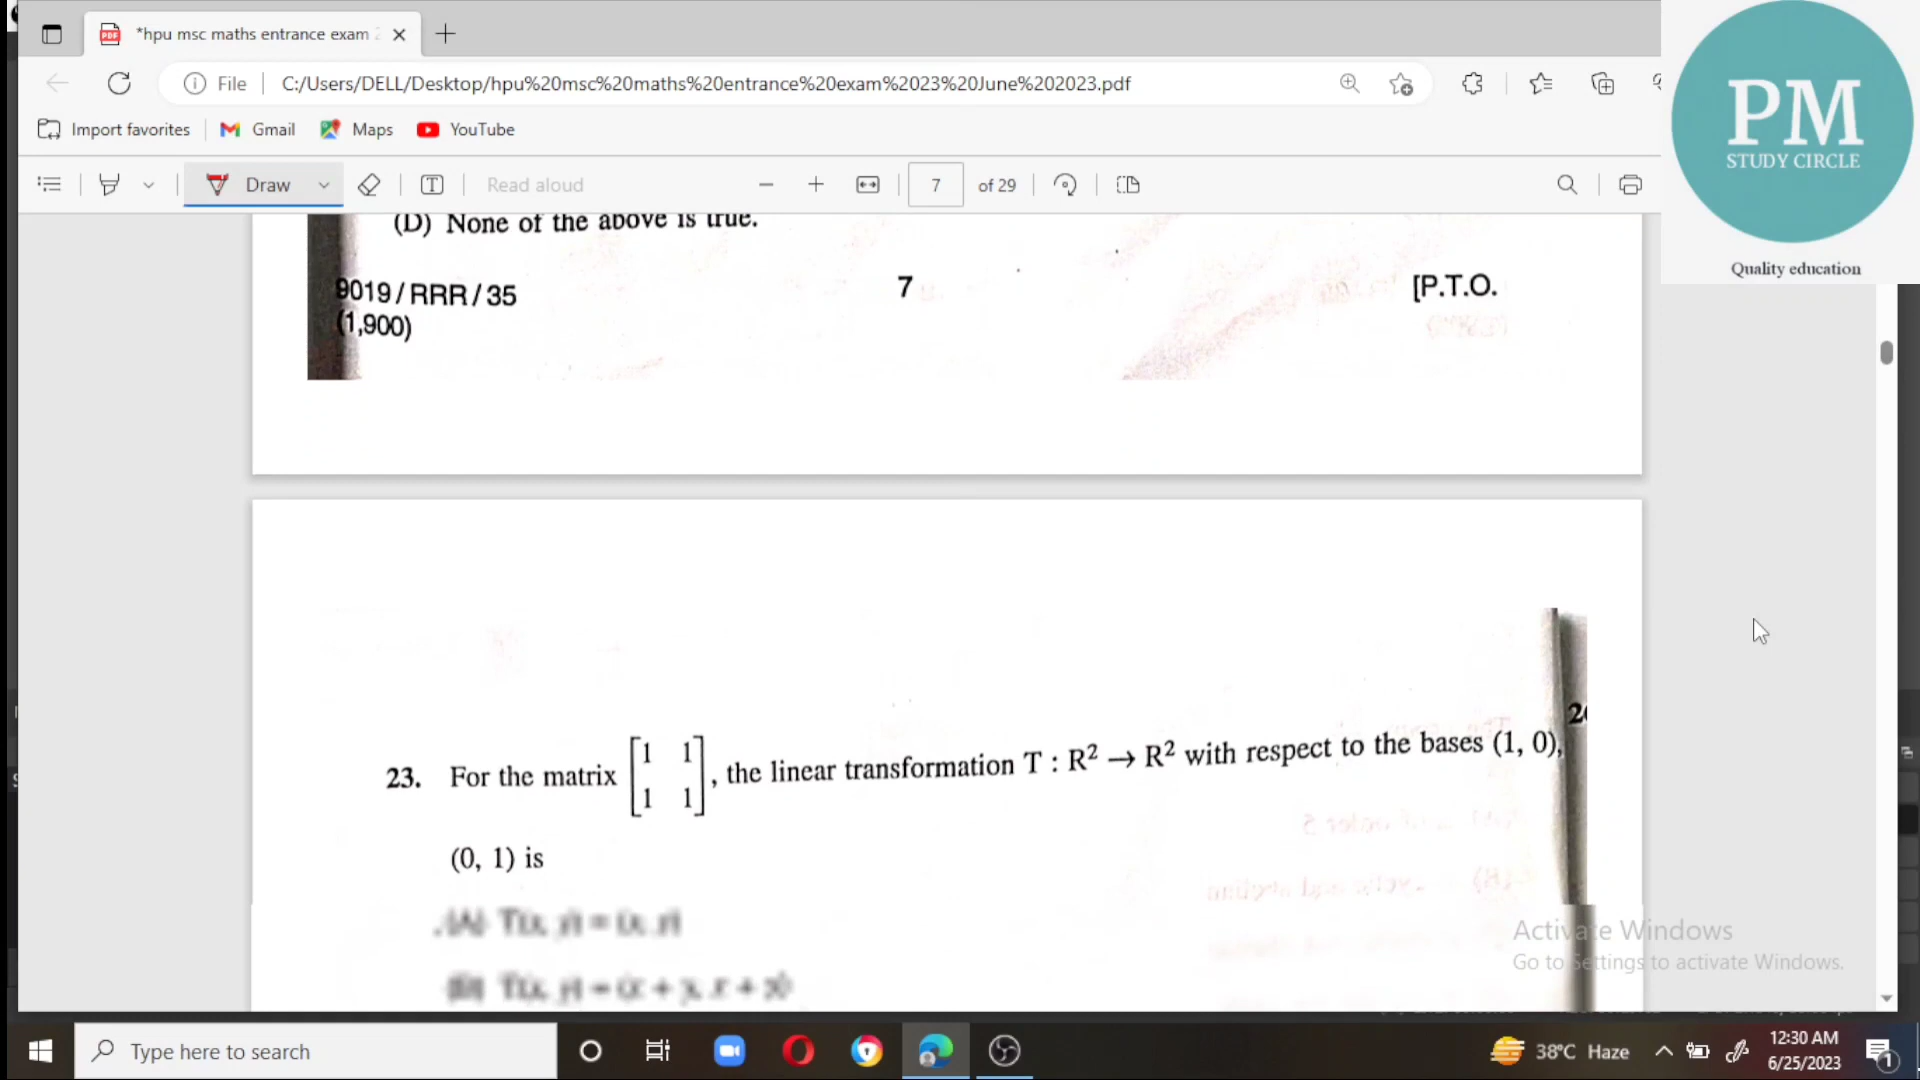 *hpu msc maths entrance exam
File
C:/Users/DELL/Desktop/hpu%20msc%20maths%20entrance%20exam%2023%20June%202023.pdf
Import favorites
Gmail
Maps
YouTube
Draw
Read aloud
7
of 29
PM
STUDY CIRCLE
Quality education
(D) None of the above is true.
9019/RRR/35
7
[P.T.O.
(1,900)
23. For the matrix [1 1
1 1], the linear transformation T : R² → R² with respect to the bases (1, 0),
(0, 1) is
(A) T(x, y) = (x, y)
(B) T(x, y) = (x + y, x + y)
Activate Windows
Go to Settings to activate Windows.
Type here to search
38°C Haze
12:30 AM
6/25/2023
1